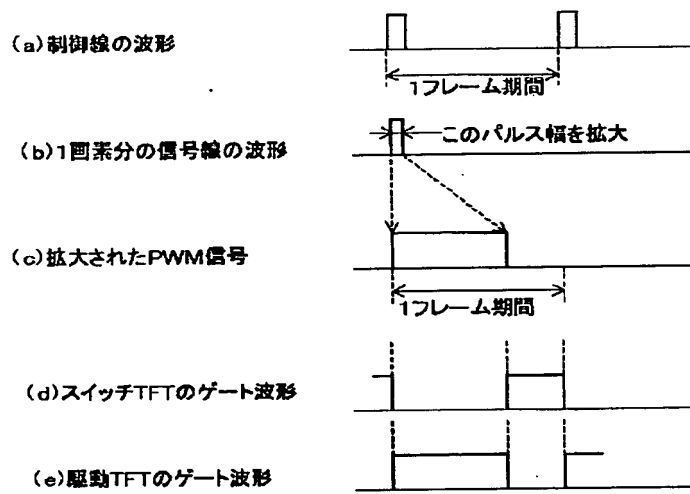 (a)制御線の波形
1フレーム期間
(b)1画素分の信号線の波形
このパルス幅を拡大
(c)拡大されたPWM信号
1フレーム期間
(d)スイッチTFTのゲート波形
(e)駆動TFTのゲート波形